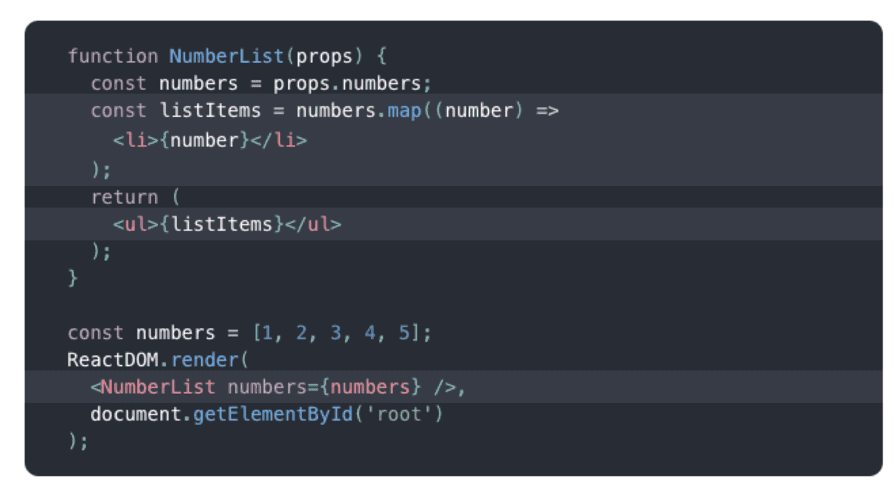 function NumberList(props) {
  const numbers = props.numbers;
  const listItems = numbers.map((number) =>
    <li>{number}</li>
  );
  return (
    <ul>{listItems}</ul>
  );
}

const numbers = [1, 2, 3, 4, 5];
ReactDOM.render(
  <NumberList numbers={numbers} />,
  document.getElementById('root')
);